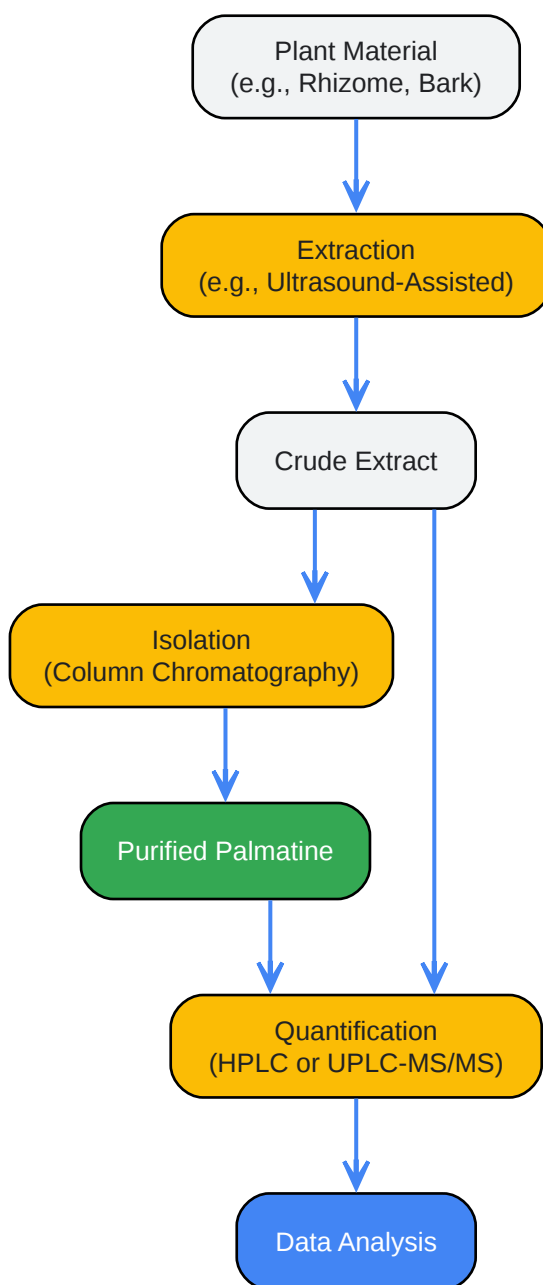 Plant Material
(e.g., Rhizome, Bark)
Extraction
(e.g., Ultrasound-Assisted)
Crude Extract
Isolation
(Column Chromatography)
Purified Palmatine
Quantification
(HPLC or UPLC-MS/MS)
Data Analysis